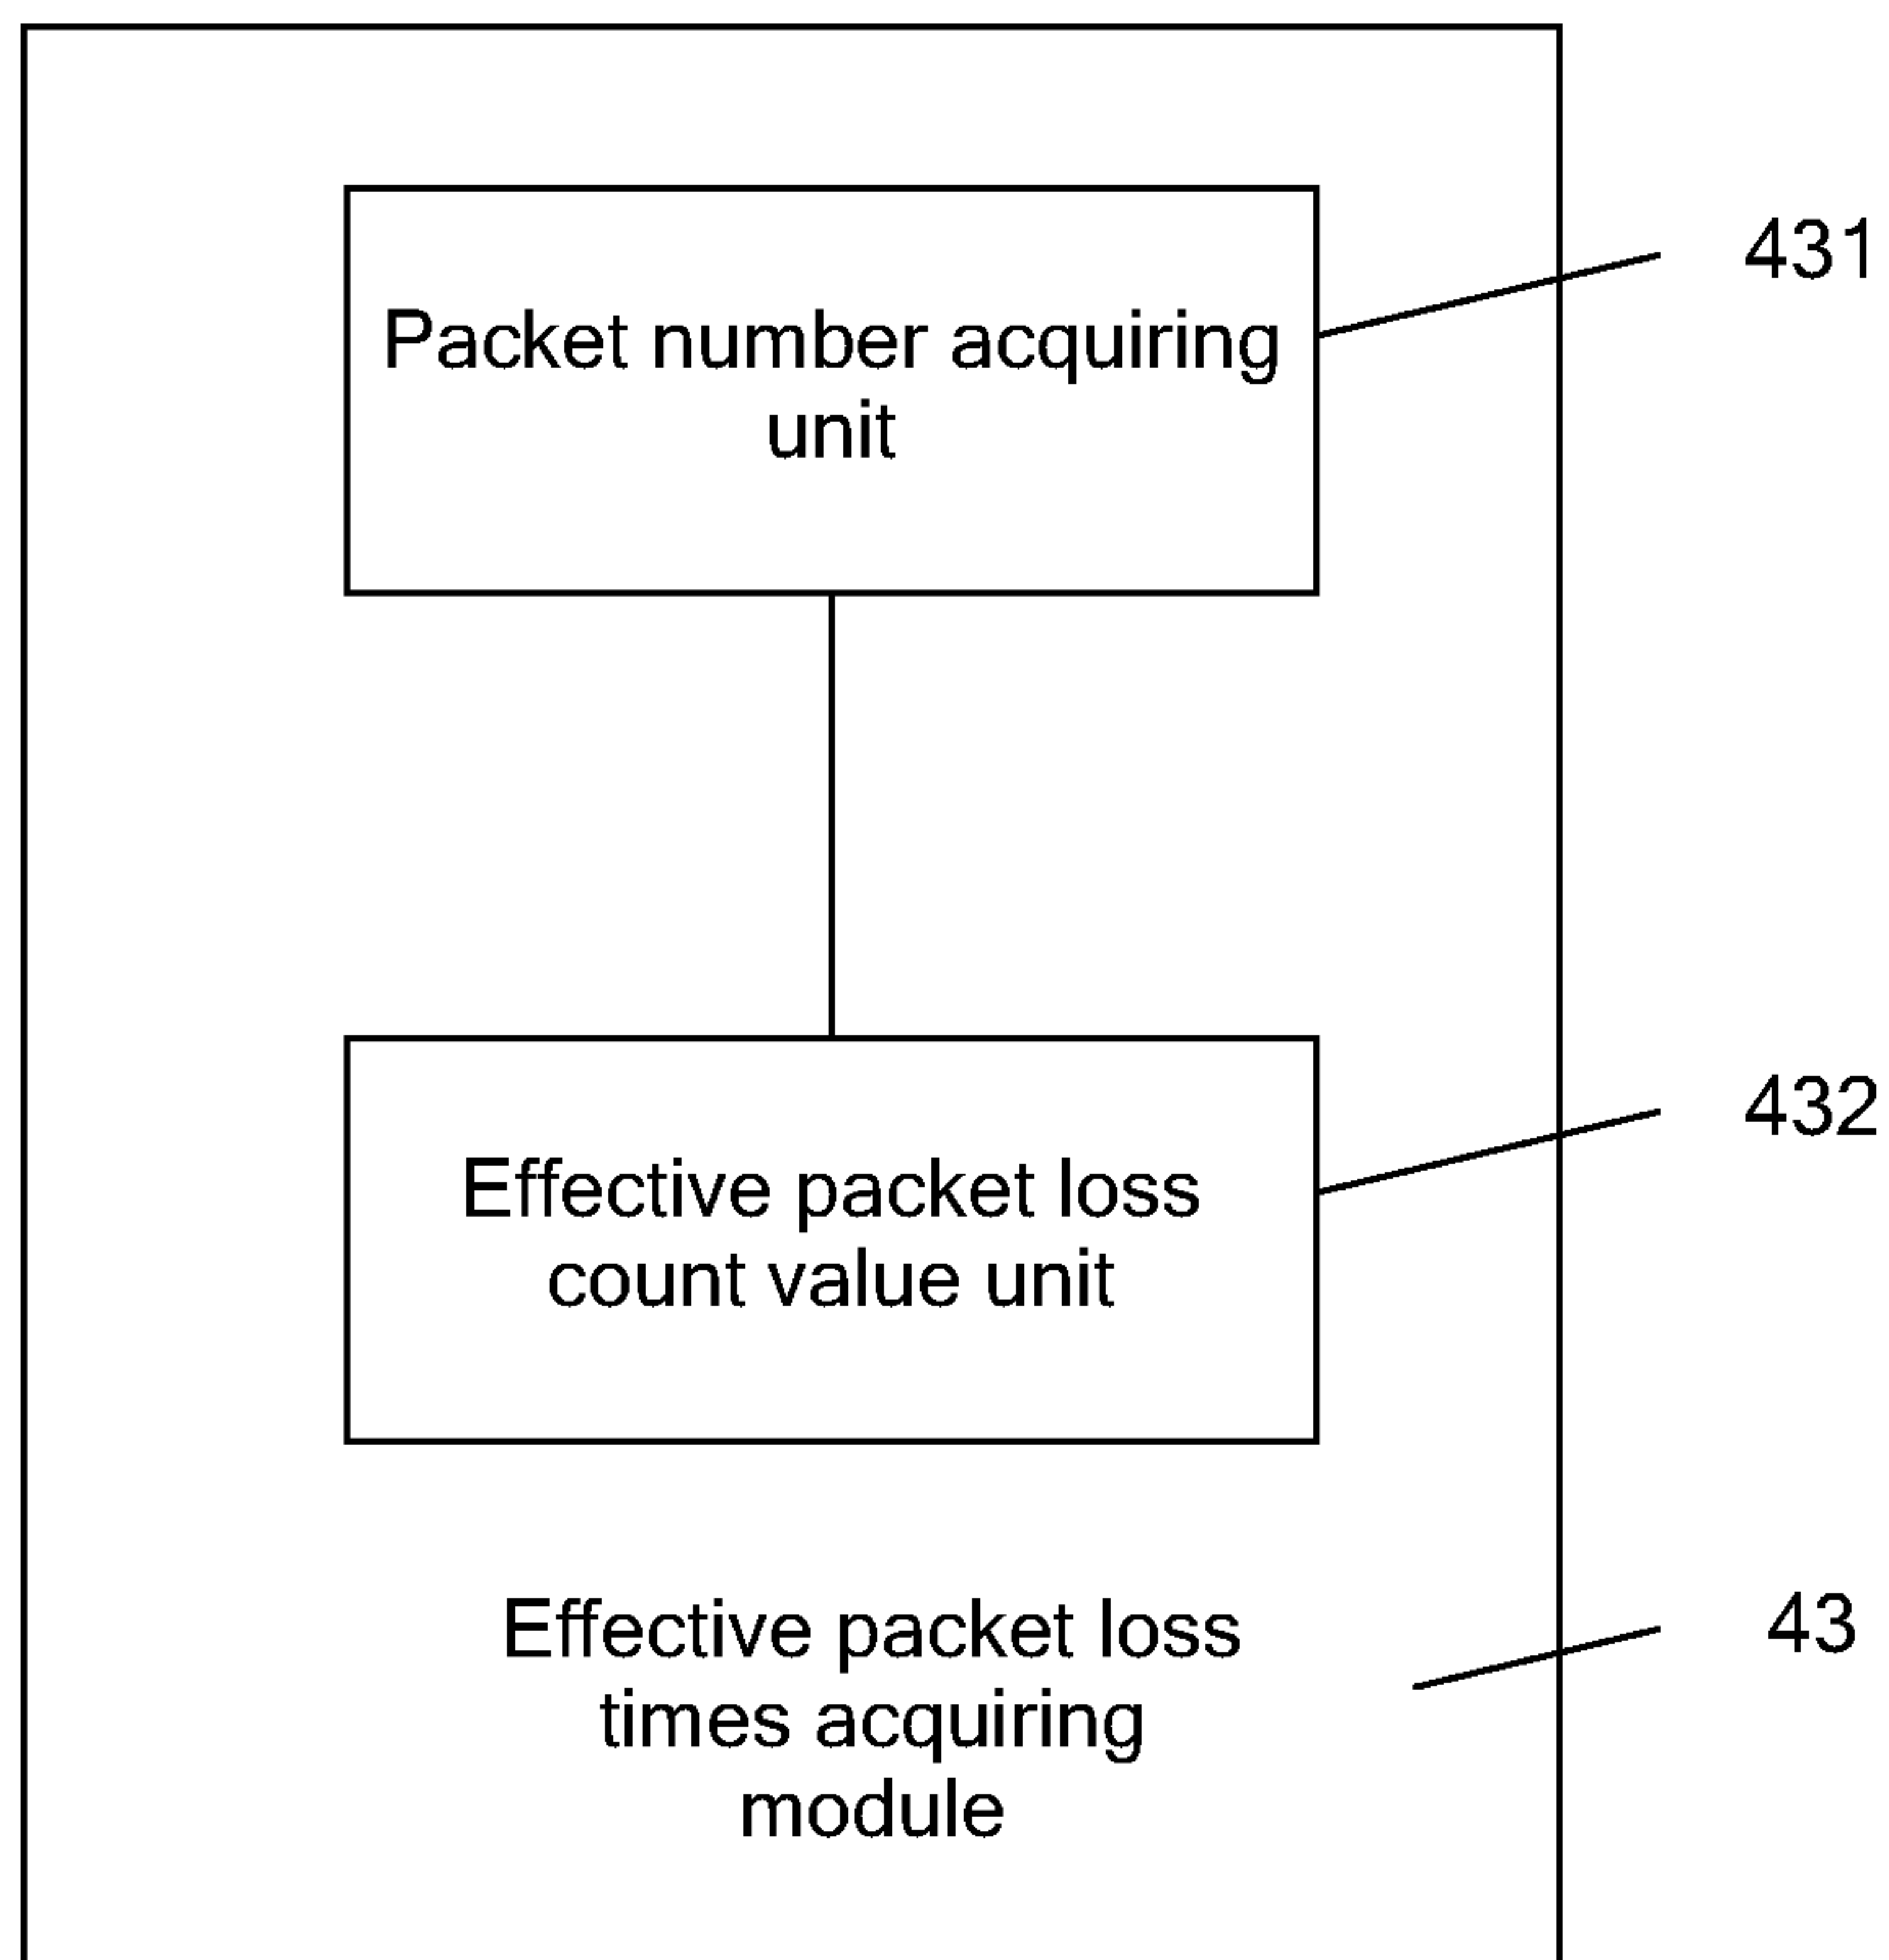 431
Packet number acquiring
unit
432
Effective packet loss
count value unit
Effective packet loss
times acquiring
module
43